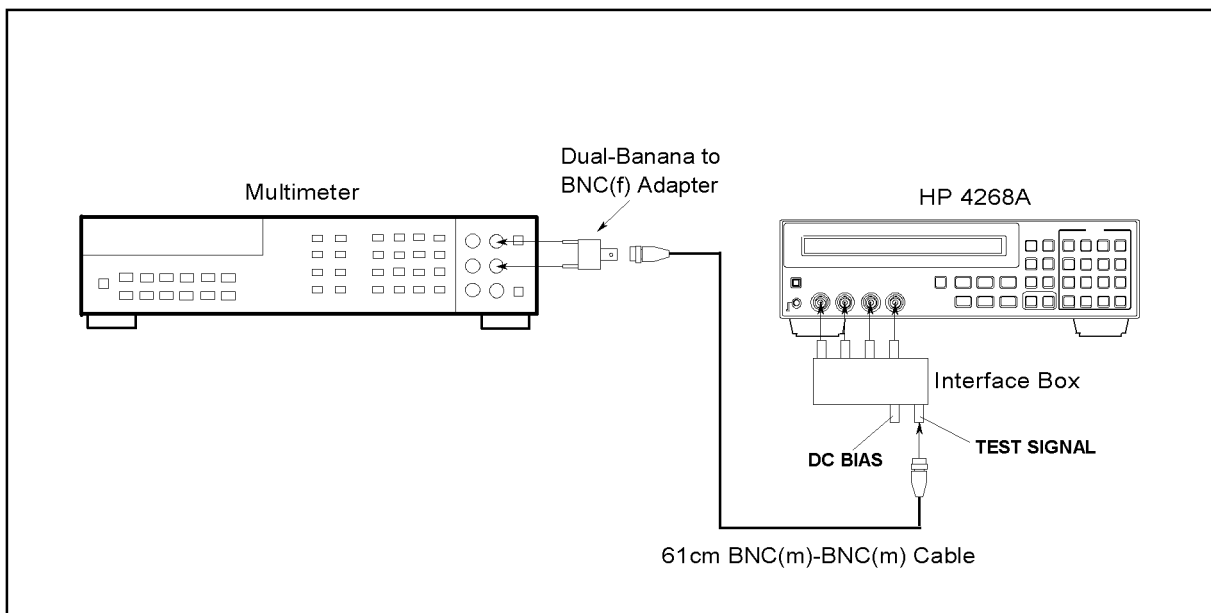 Dual-Banana to
BNC(f) Adapter
Multimeter
HP 4268A
Interface Box
DC BIAS
TEST SIGNAL
61cm BNC(m)-BNC(m) Cable